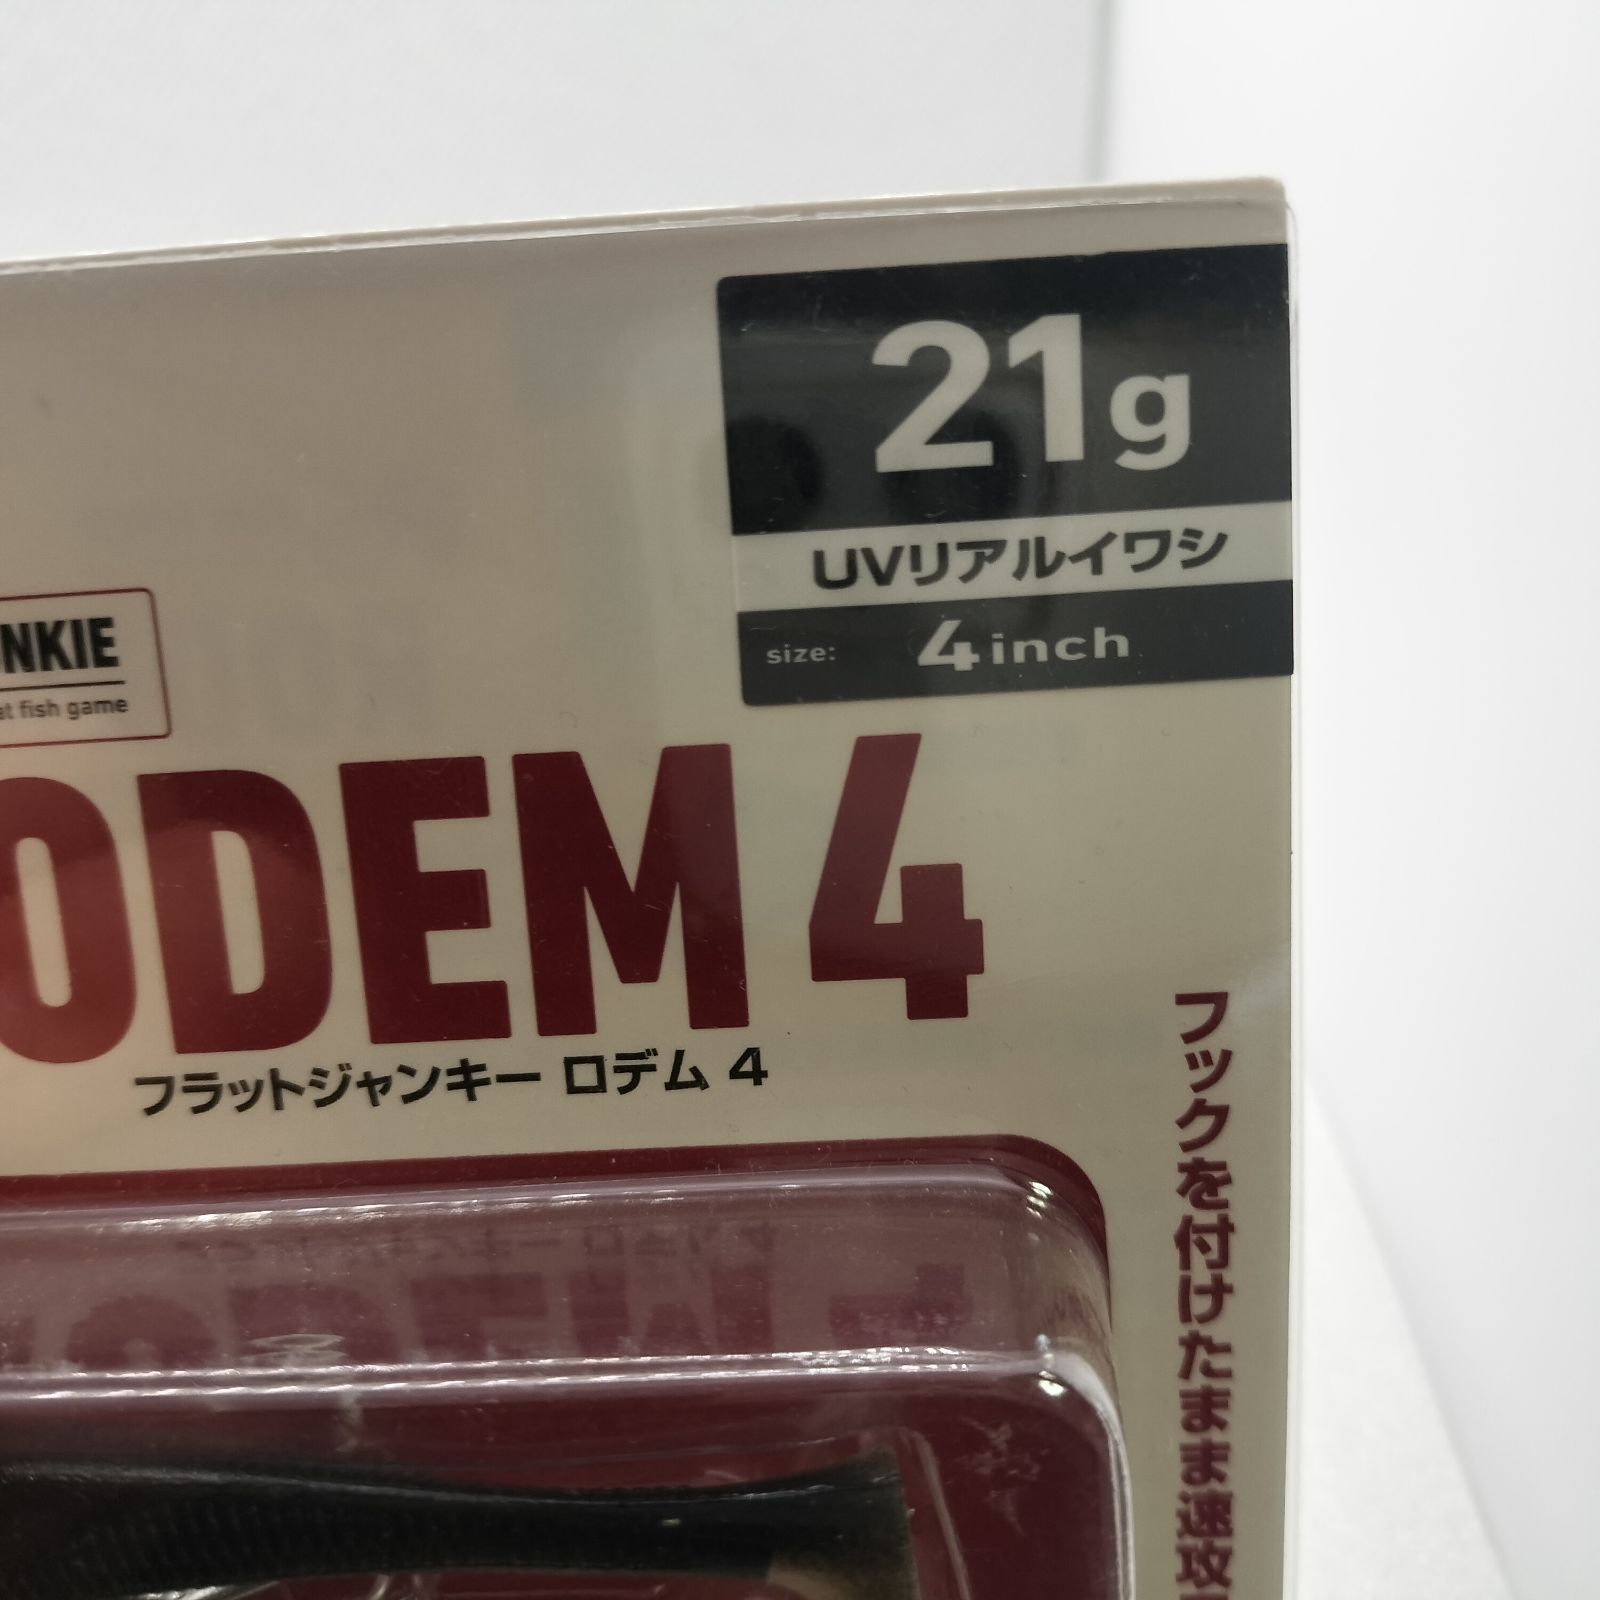 21g
UVリアルイワシ
size: 4inch
NKIE
at fish game
ODEM4
フラットジャンキー ロデム 4
フックを付けたまま速攻